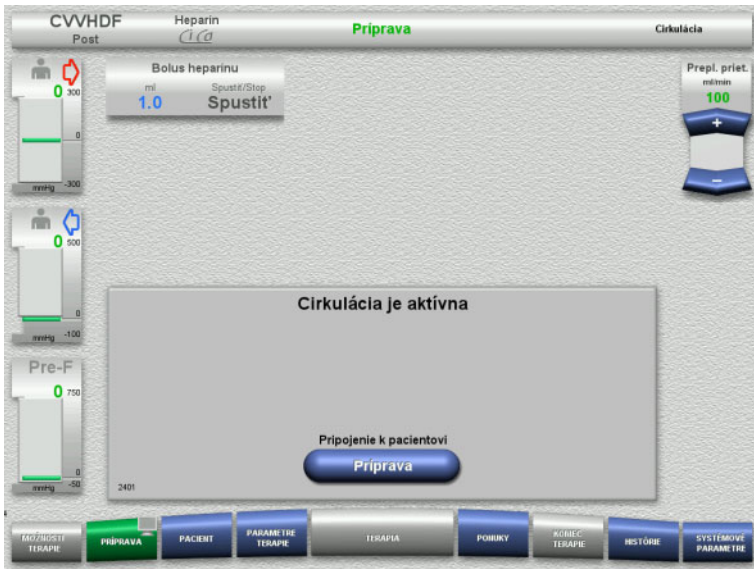 CVVHDF
Post
Heparin
CiCa
Príprava
Cirkulácia
0 300
0
mmHg -300
Bolus heparinu
ml Spustiť/Stop
1.0 Spustiť
Prepl. priet.
ml/min
100
+
−
0 500
0
mmHg -100
Pre-F
0 750
0
mmHg -50
Cirkulácia je aktívna
Pripojenie k pacientovi
Príprava
2401
MOŽNOSTI TERAPIE
PRÍPRAVA
PACIENT
PARAMETRE TERAPIE
TERAPIA
PONUKY
KONIEC TERAPIE
HISTÓRIE
SYSTÉMOVÉ PARAMETRE